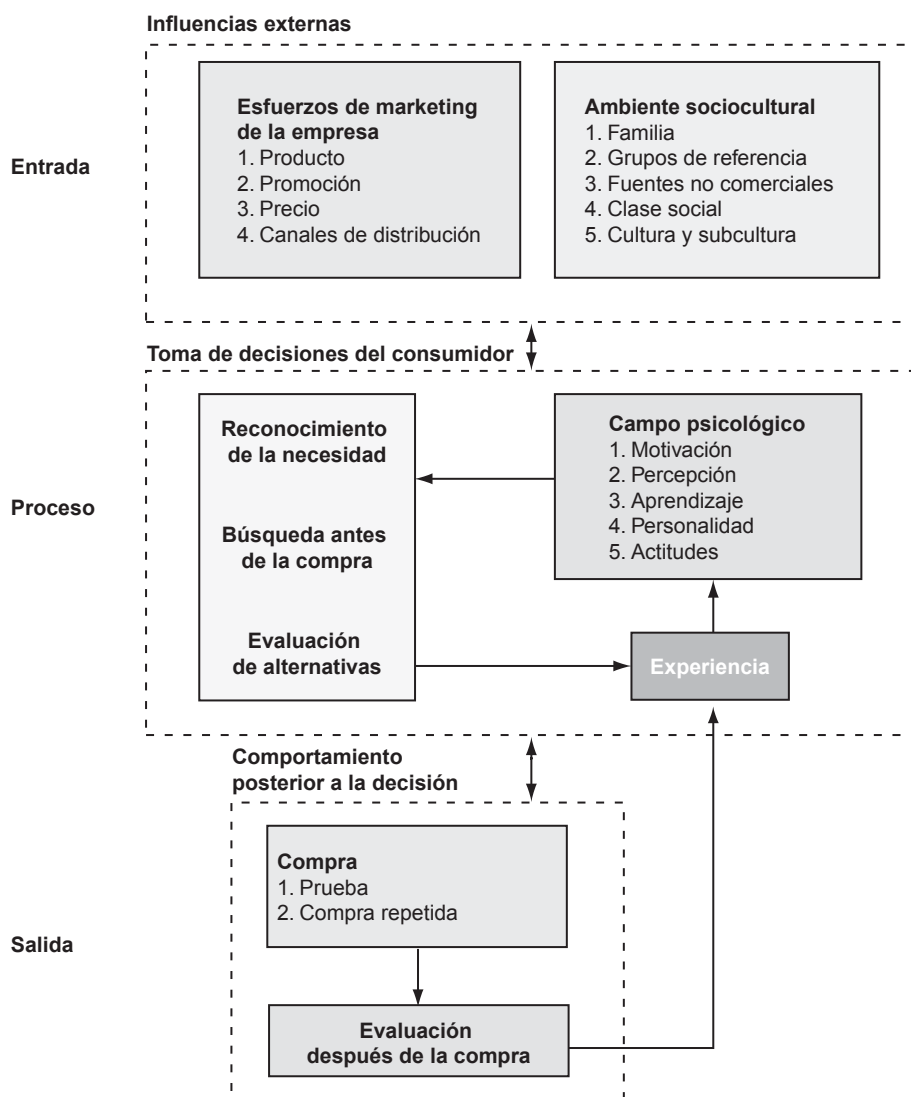 Influencias externas
Entrada
Esfuerzos de marketing
de la empresa
1. Producto
2. Promoción
3. Precio
4. Canales de distribución
Ambiente sociocultural
1. Familia
2. Grupos de referencia
3. Fuentes no comerciales
4. Clase social
5. Cultura y subcultura
Toma de decisiones del consumidor
Proceso
Reconocimiento
de la necesidad
Búsqueda antes
de la compra
Evaluación
de alternativas
Campo psicológico
1. Motivación
2. Percepción
3. Aprendizaje
4. Personalidad
5. Actitudes
Experiencia
Comportamiento
posterior a la decisión
Salida
Compra
1. Prueba
2. Compra repetida
Evaluación
después de la compra